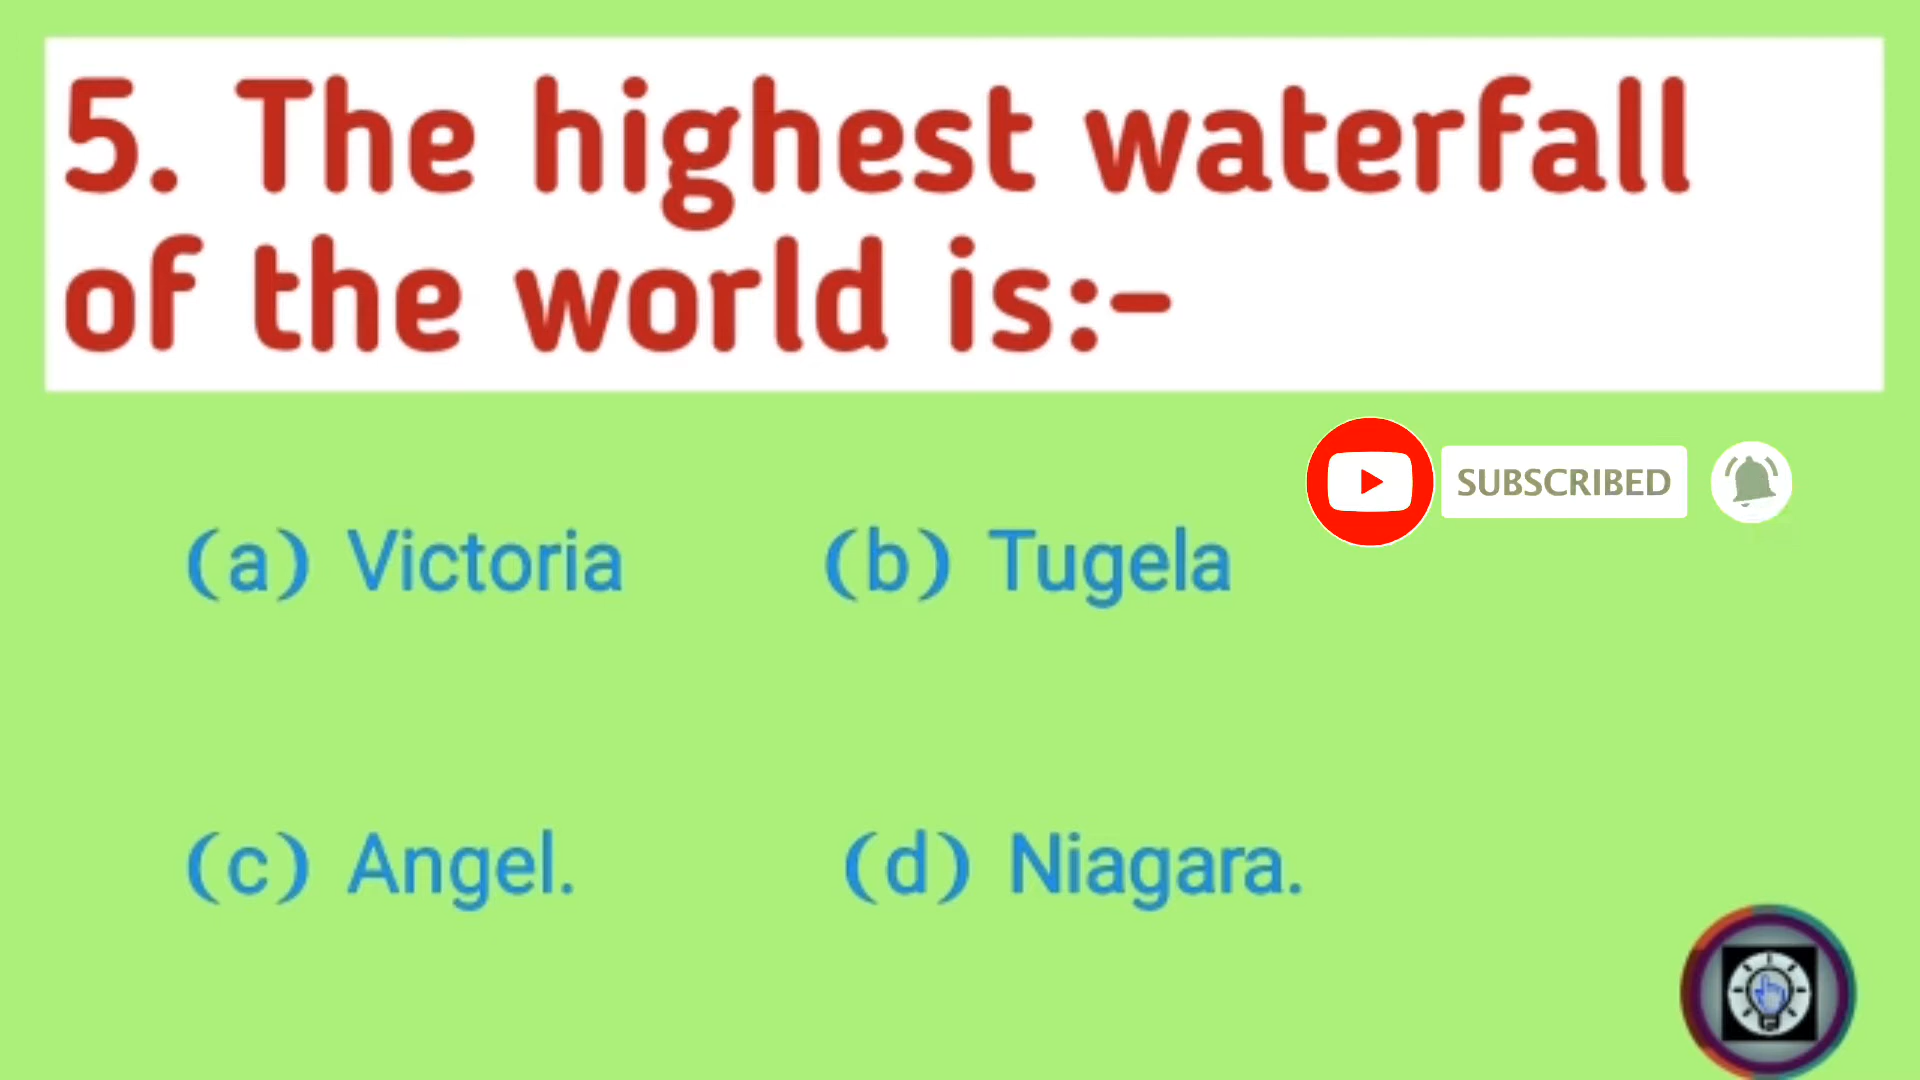 5. The highest waterfall
of the world is:-
SUBSCRIBED
(a) Victoria (b) Tugela
(c) Angel. (d) Niagara.